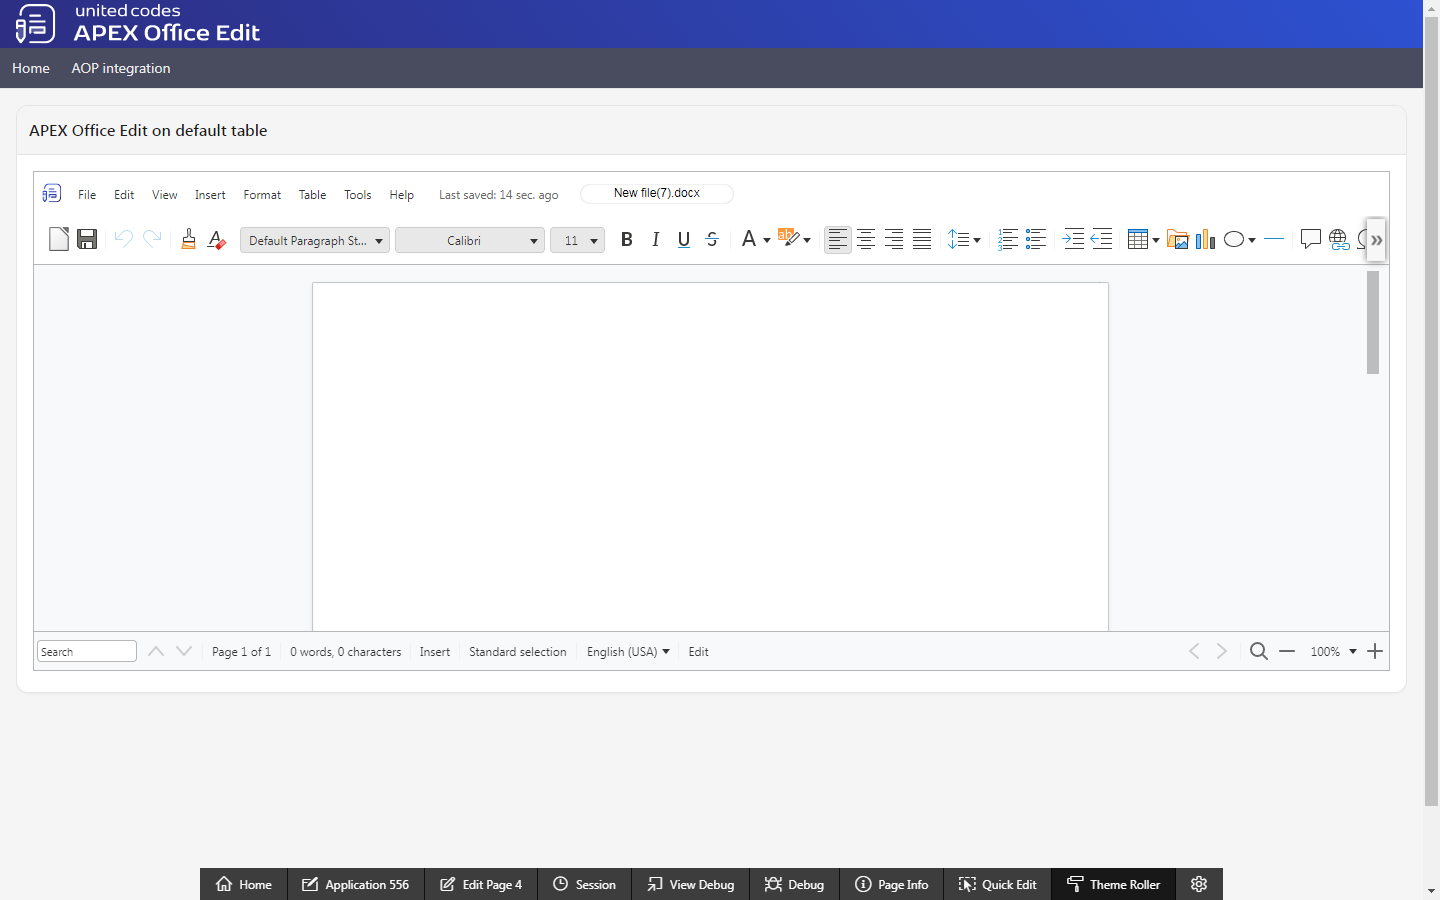 united codes
APEX Office Edit
Home AOP integration
APEX Office Edit on default table
File Edit View Insert Format Table Tools Help Last saved: 14 sec. ago New file(7).docx
Default Paragraph St... Calibri 11 B I U S A ab
Search Page 1 of 1 0 words, 0 characters Insert Standard selection English (USA) Edit 100%
Home Application 556 Edit Page 4 Session View Debug Debug Page Info Quick Edit Theme Roller